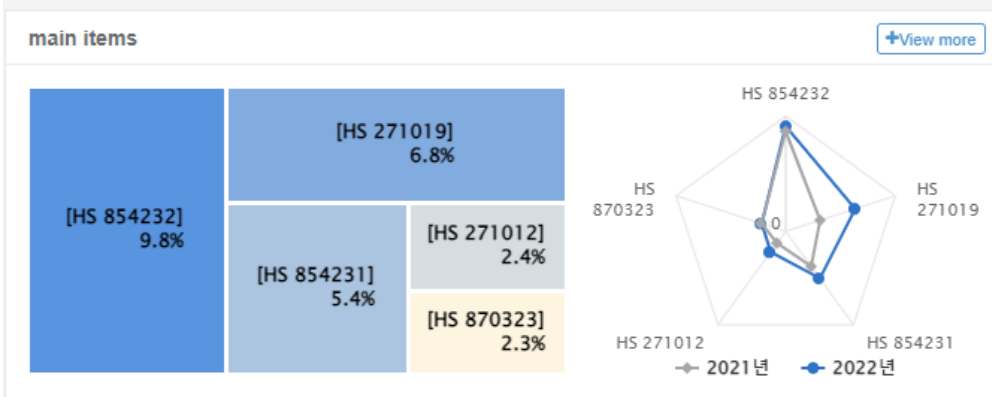 main items
+View more
[HS 854232]
9.8%
[HS 271019]
6.8%
[HS 854231]
5.4%
[HS 271012]
2.4%
[HS 870323]
2.3%
HS 854232
HS
271019
HS 854231
HS 271012
HS
870323
0
2021년
2022년